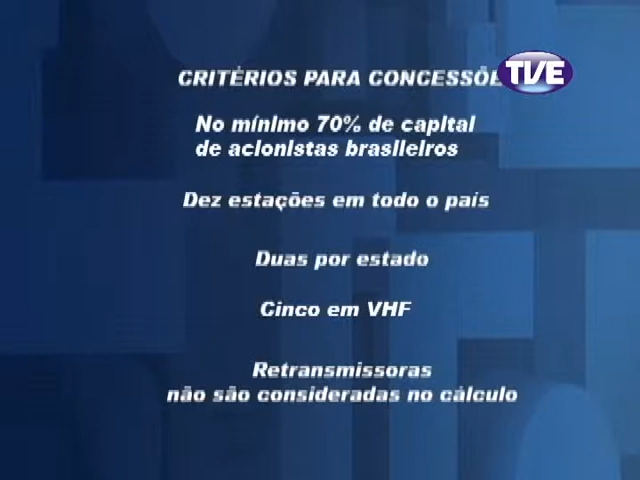 CRITÉRIOS PARA CONCESSÕE
TVE
No mínimo 70% de capital
de acionistas brasileiros
Dez estações em todo o país
Duas por estado
Cinco em VHF
Retransmissoras
não são consideradas no cálculo